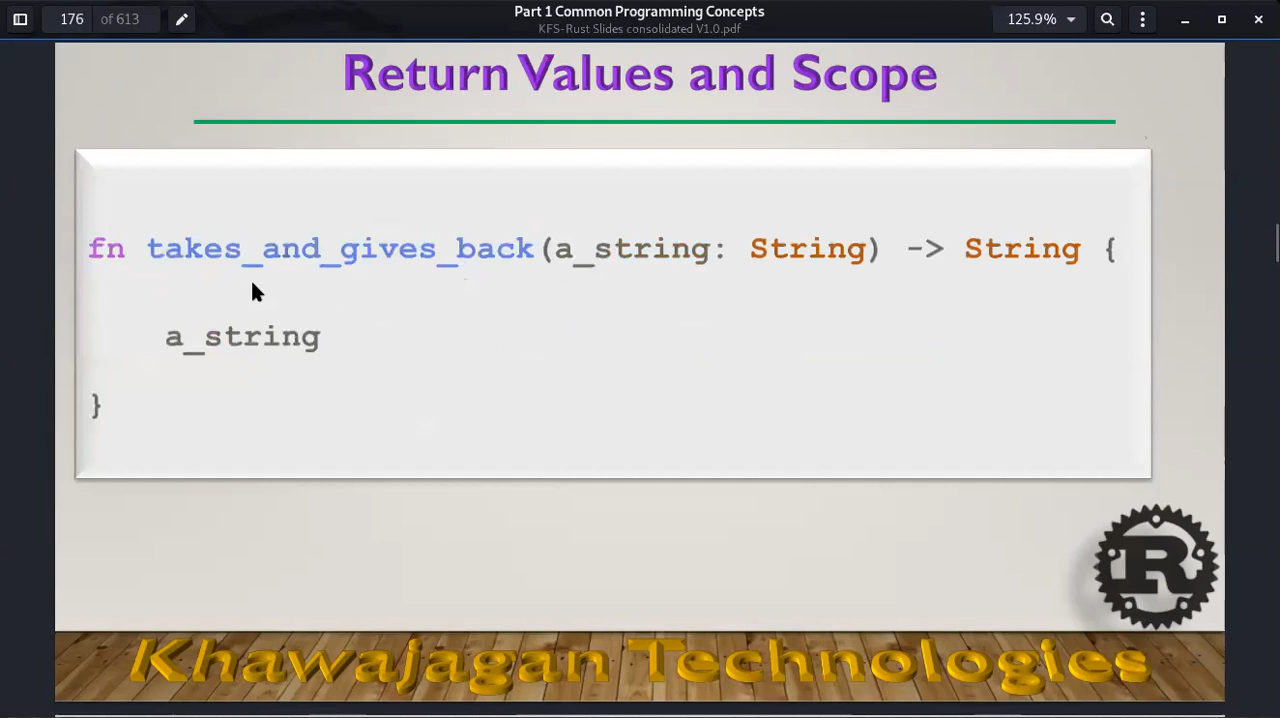 176 of 613
Part 1 Common Programming Concepts
KFS-Rust Slides consolidated V1.0.pdf
125.9%
Return Values and Scope
fn takes_and_gives_back(a_string: String) -> String {
a_string
}
R
Khawajagan Technologies